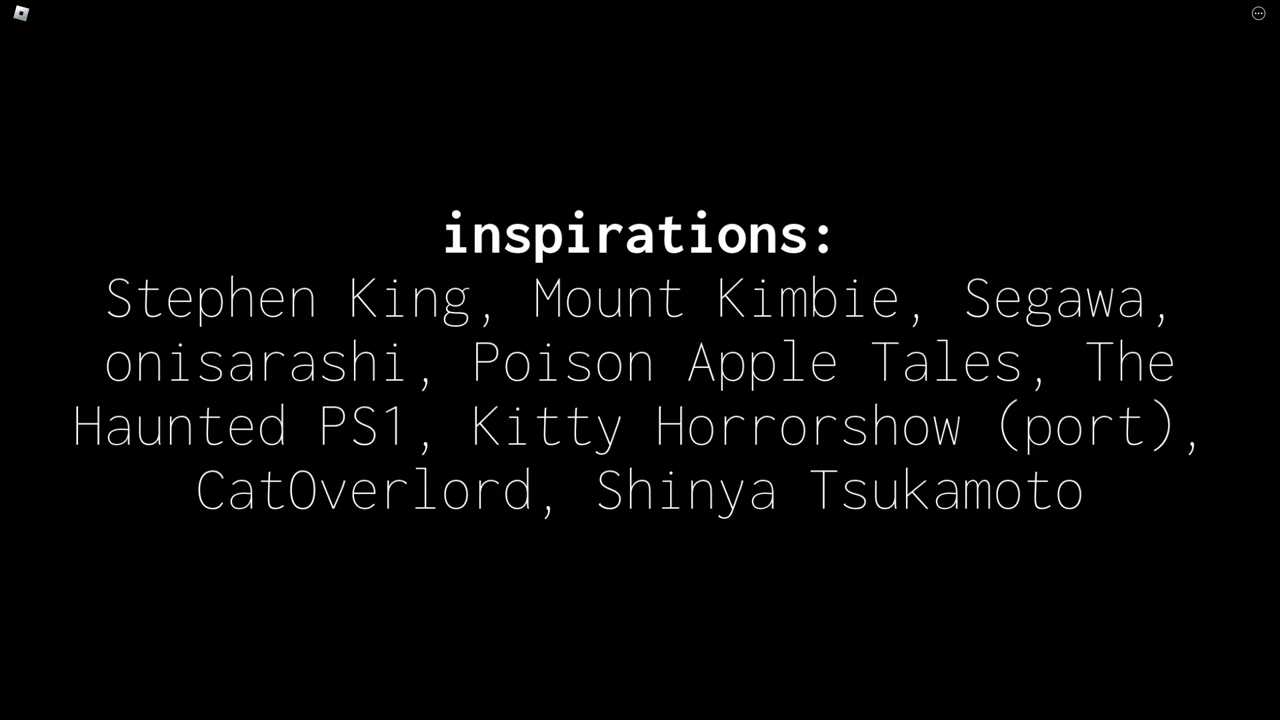 inspirations:
Stephen King, Mount Kimbie, Segawa,
onisarashi, Poison Apple Tales, The
Haunted PS1, Kitty Horrorshow (port),
CatOverlord, Shinya Tsukamoto